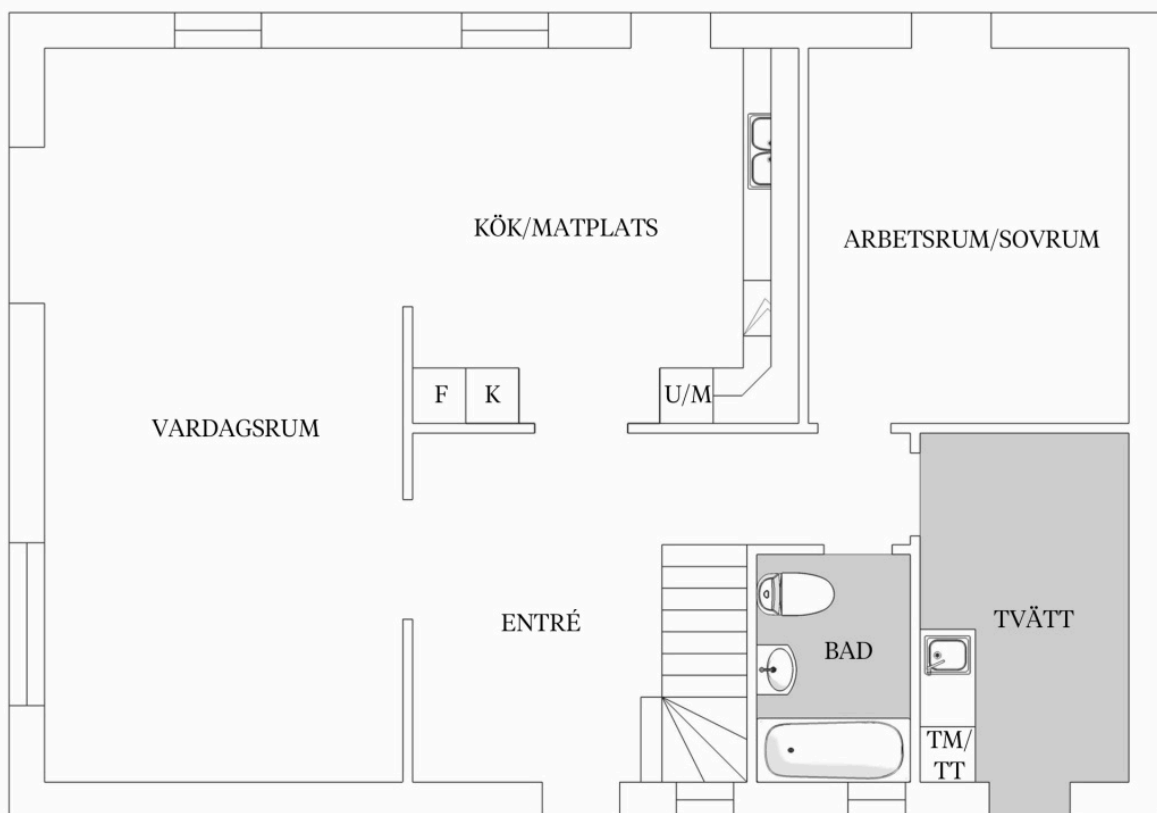 KÖK/MATPLATS
ARBETSRUM/SOVRUM
F
K
U/M
VARDAGSRUM
ENTRÉ
BAD
TVÄTT
TM/
TT